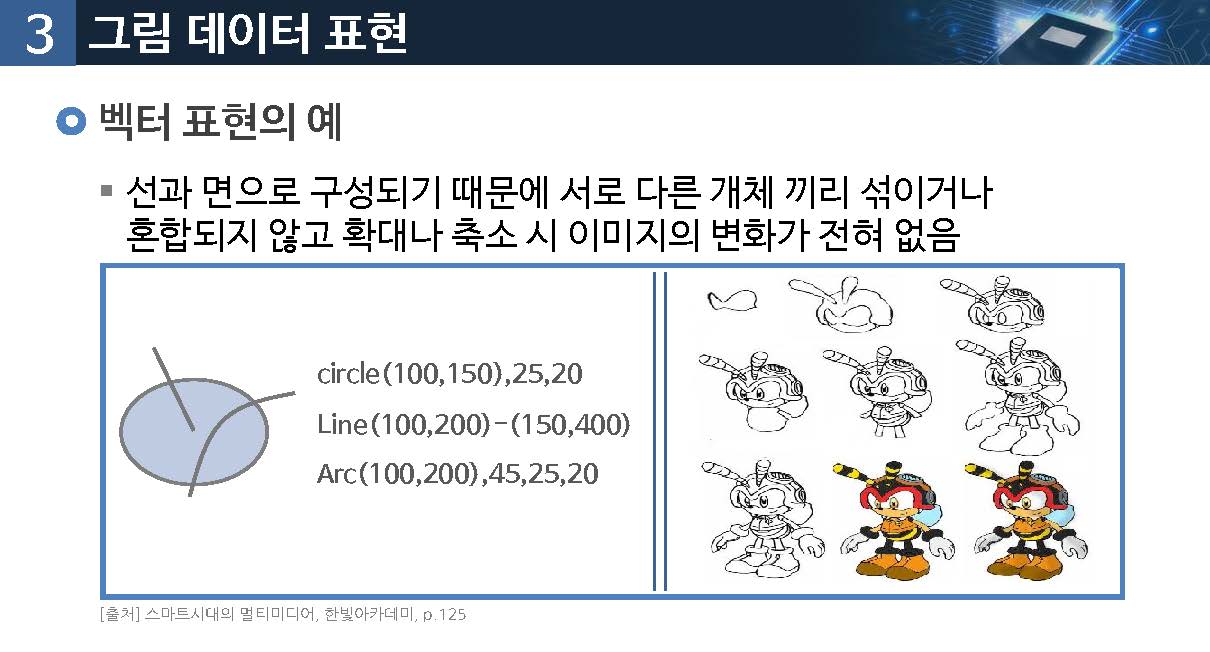 3 그림 데이터 표현
벡터 표현의 예
선과 면으로 구성되기 때문에 서로 다른 개체 끼리 섞이거나
혼합되지 않고 확대나 축소 시 이미지의 변화가 전혀 없음
circle(100,150),25,20
Line(100,200)-(150,400)
Arc(100,200),45,25,20
[출처] 스마트시대의 멀티미디어, 한빛아카데미, p.125